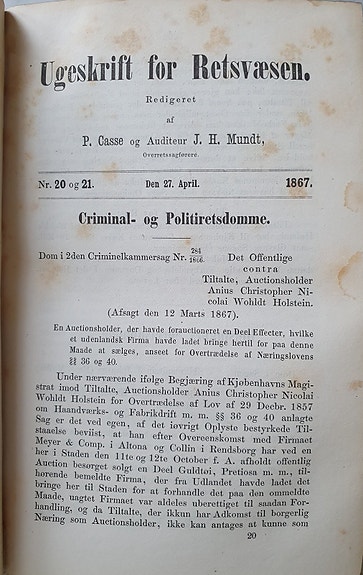 Ugeskrift for Retsvæsen.
Redigeret
af
P. Casse og Auditeur J. H. Mundt,
Overretssagførere.
Nr. 20 og 21. Den 27. April. 1867.
Criminal- og Politiretsdomme.
Dom i 2den Criminelkammersag Nr. 284/1866. Det Offentlige
contra
Tiltalte, Auctionsholder
Anius Christopher Ni-
colai Wohldt Holstein.
(Afsagt den 12 Marts 1867).
En Auctionsholder, der havde forauctioneret en Deel Effecter, hvilke
et udenlandsk Firma havde ladet bringe hertil for paa denne
Maade at sælges, anseet for Overtrædelse af Næringslovens
§§ 36 og 40.
Under nærværende ifølge Begjæring af Kjøbenhavns Magi-
strat imod Tiltalte, Auctionsholder Anius Christopher Nicolai
Wohldt Holstein for Overtrædelse af Lov af 29 Decbr. 1857
om Haandværks- og Fabrikdrift m. m. §§ 36 og 40 anlagte
Sag er det ved egen, af det iøvrigt Oplyste bestyrkede Til-
staaelse beviist, at han efter Overeenskomst med Firmaet
Meyer & Comp. i Altona og Collin i Rendsborg har ved en
her i Staden den 11te og 12te October f. A. afholdt offentlig
Auction besørget solgt en Deel Guldtøi, Pretiosa m. m., til-
hørende bemeldte Firma, der fra Udlandet havde ladet det
bringe her til Staden for at forhandle det paa den ommeldte
Maade, uagtet Firmaet var aldeles uberettiget til saadan For-
handling, og da Tiltalte, der ikkun har Adkomst til borgerlig
Næring som Auctionsholder, ikke kan antages at kunne som
20